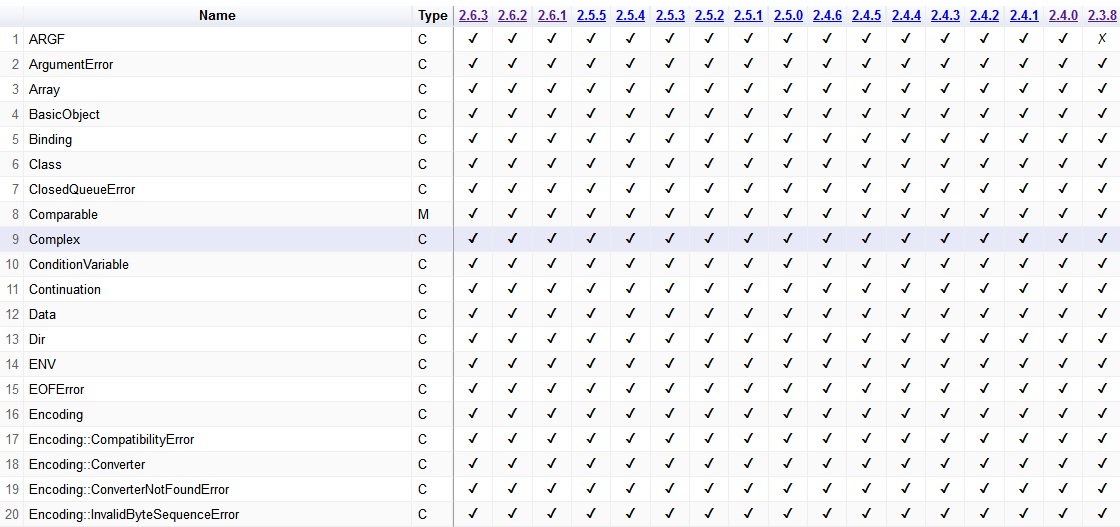 Name Type 2.6.3 2.6.2 2.6.1 2.5.5 2.5.4 2.5.3 2.5.2 2.5.1 2.5.0 2.4.6 2.4.5 2.4.4 2.4.3 2.4.2 2.4.1 2.4.0 2.3.8
1 ARGF C ✓ ✓ ✓ ✓ ✓ ✓ ✓ ✓ ✓ ✓ ✓ ✓ ✓ ✓ ✓ ✓ ✗
2 ArgumentError C ✓ ✓ ✓ ✓ ✓ ✓ ✓ ✓ ✓ ✓ ✓ ✓ ✓ ✓ ✓ ✓ ✓
3 Array C ✓ ✓ ✓ ✓ ✓ ✓ ✓ ✓ ✓ ✓ ✓ ✓ ✓ ✓ ✓ ✓ ✓
4 BasicObject C ✓ ✓ ✓ ✓ ✓ ✓ ✓ ✓ ✓ ✓ ✓ ✓ ✓ ✓ ✓ ✓ ✓
5 Binding C ✓ ✓ ✓ ✓ ✓ ✓ ✓ ✓ ✓ ✓ ✓ ✓ ✓ ✓ ✓ ✓ ✓
6 Class C ✓ ✓ ✓ ✓ ✓ ✓ ✓ ✓ ✓ ✓ ✓ ✓ ✓ ✓ ✓ ✓ ✓
7 ClosedQueueError C ✓ ✓ ✓ ✓ ✓ ✓ ✓ ✓ ✓ ✓ ✓ ✓ ✓ ✓ ✓ ✓ ✓
8 Comparable M ✓ ✓ ✓ ✓ ✓ ✓ ✓ ✓ ✓ ✓ ✓ ✓ ✓ ✓ ✓ ✓ ✓
9 Complex C ✓ ✓ ✓ ✓ ✓ ✓ ✓ ✓ ✓ ✓ ✓ ✓ ✓ ✓ ✓ ✓ ✓
10 ConditionVariable C ✓ ✓ ✓ ✓ ✓ ✓ ✓ ✓ ✓ ✓ ✓ ✓ ✓ ✓ ✓ ✓ ✓
11 Continuation C ✓ ✓ ✓ ✓ ✓ ✓ ✓ ✓ ✓ ✓ ✓ ✓ ✓ ✓ ✓ ✓ ✓
12 Data C ✓ ✓ ✓ ✓ ✓ ✓ ✓ ✓ ✓ ✓ ✓ ✓ ✓ ✓ ✓ ✓ ✓
13 Dir C ✓ ✓ ✓ ✓ ✓ ✓ ✓ ✓ ✓ ✓ ✓ ✓ ✓ ✓ ✓ ✓ ✓
14 ENV C ✓ ✓ ✓ ✓ ✓ ✓ ✓ ✓ ✓ ✓ ✓ ✓ ✓ ✓ ✓ ✓ ✓
15 EOFError C ✓ ✓ ✓ ✓ ✓ ✓ ✓ ✓ ✓ ✓ ✓ ✓ ✓ ✓ ✓ ✓ ✓
16 Encoding C ✓ ✓ ✓ ✓ ✓ ✓ ✓ ✓ ✓ ✓ ✓ ✓ ✓ ✓ ✓ ✓ ✓
17 Encoding::CompatibilityError C ✓ ✓ ✓ ✓ ✓ ✓ ✓ ✓ ✓ ✓ ✓ ✓ ✓ ✓ ✓ ✓ ✓
18 Encoding::Converter C ✓ ✓ ✓ ✓ ✓ ✓ ✓ ✓ ✓ ✓ ✓ ✓ ✓ ✓ ✓ ✓ ✓
19 Encoding::ConverterNotFoundError C ✓ ✓ ✓ ✓ ✓ ✓ ✓ ✓ ✓ ✓ ✓ ✓ ✓ ✓ ✓ ✓ ✓
20 Encoding::InvalidByteSequenceError C ✓ ✓ ✓ ✓ ✓ ✓ ✓ ✓ ✓ ✓ ✓ ✓ ✓ ✓ ✓ ✓ ✓